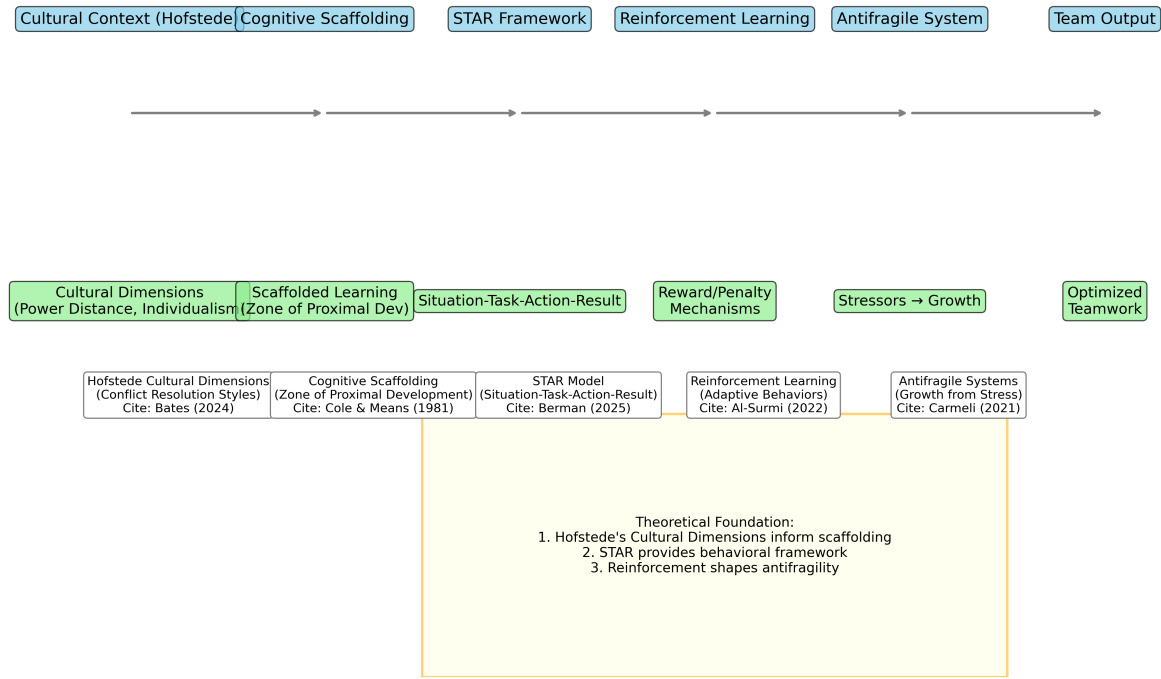 Cultural Context (Hofstede)
Cognitive Scaffolding
STAR Framework
Reinforcement Learning
Antifragile System
Team Output
Cultural Dimensions
(Power Distance, Individualism)
Scaffolded Learning
(Zone of Proximal Dev)
Situation-Task-Action-Result
Reward/Penalty
Mechanisms
Stressors → Growth
Optimized
Teamwork
Hofstede Cultural Dimensions
(Conflict Resolution Styles)
Cite: Bates (2024)
Cognitive Scaffolding
(Zone of Proximal Development)
Cite: Cole & Means (1981)
STAR Model
(Situation-Task-Action-Result)
Cite: Berman (2025)
Reinforcement Learning
(Adaptive Behaviors)
Cite: Al-Surmi (2022)
Antifragile Systems
(Growth from Stress)
Cite: Carmeli (2021)
Theoretical Foundation:
1. Hofstede's Cultural Dimensions inform scaffolding
2. STAR provides behavioral framework
3. Reinforcement shapes antifragility